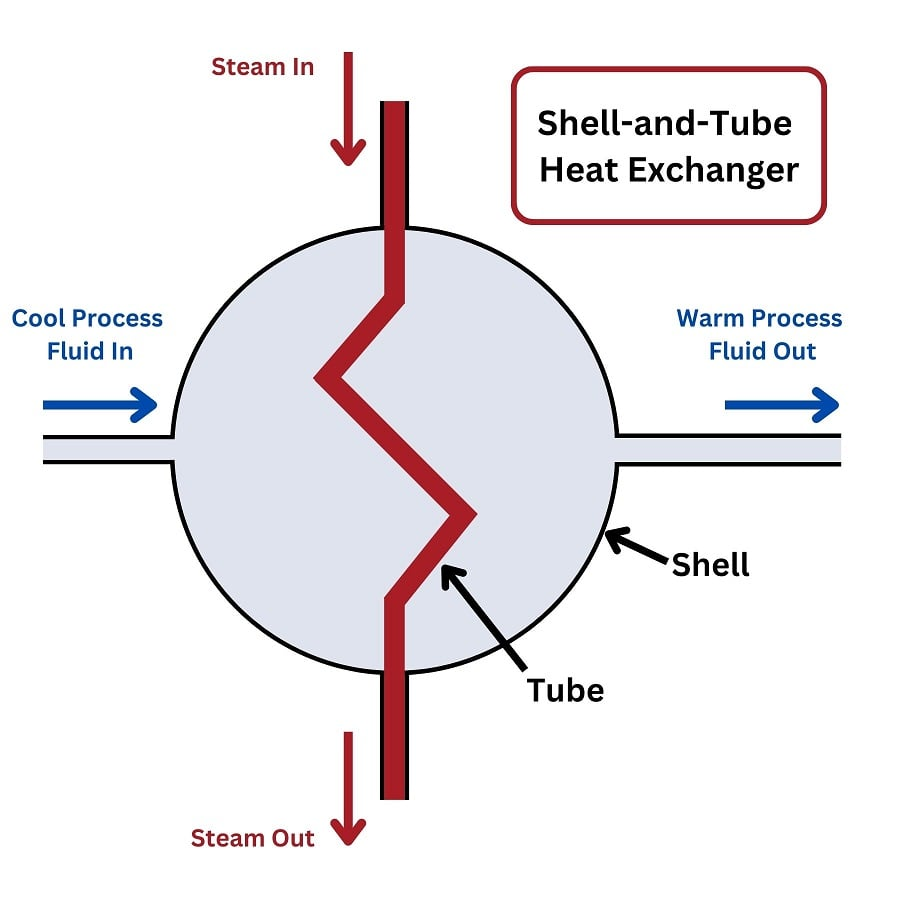 Steam In
Shell-and-Tube
Heat Exchanger
Cool Process
Fluid In
Warm Process
Fluid Out
Shell
Tube
Steam Out